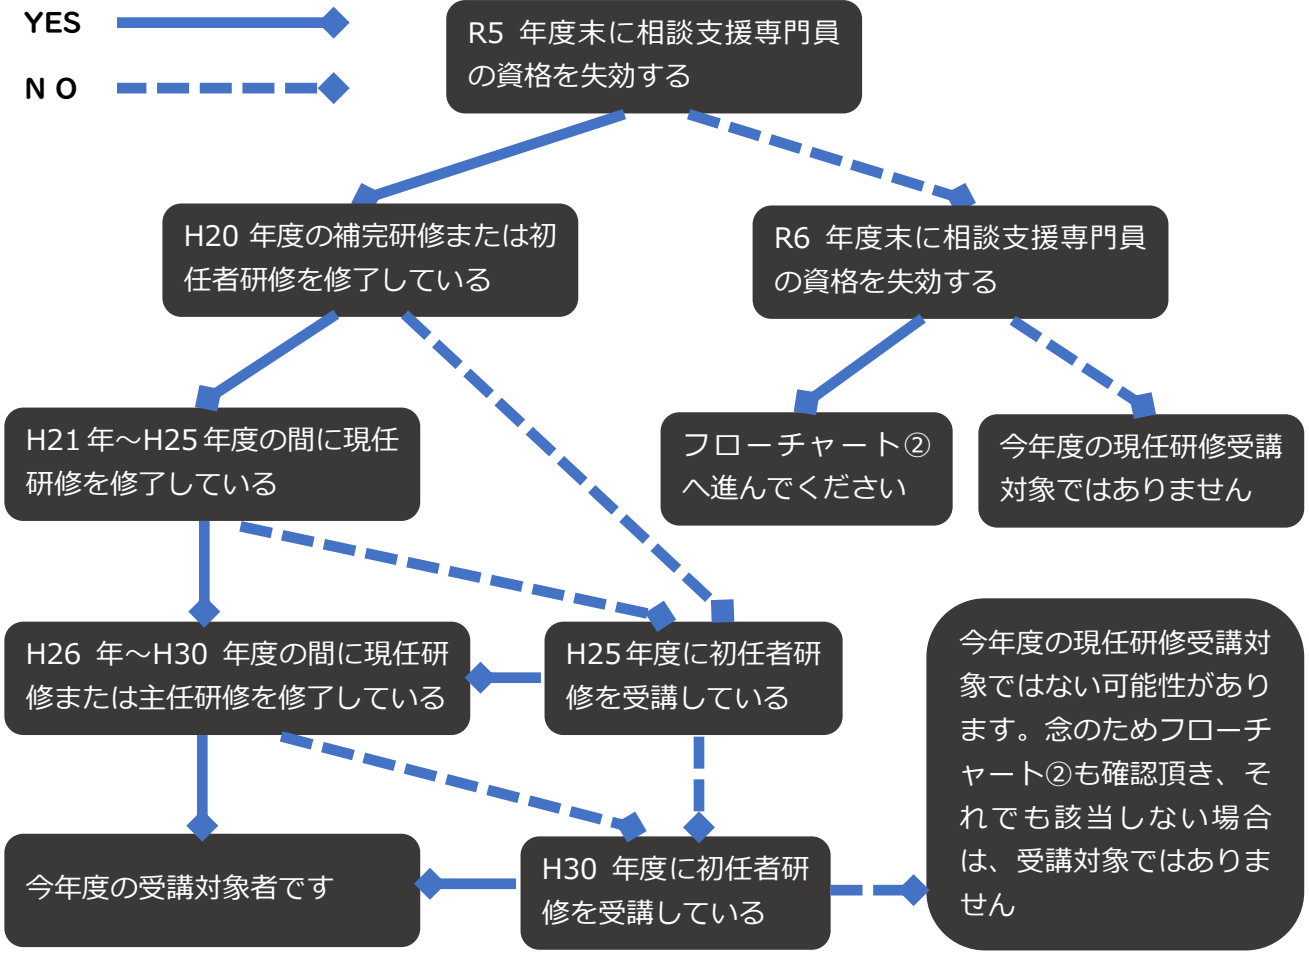 YES
N O
R5 年度末に相談支援専門員
の資格を失効する
H20 年度の補完研修または初
任者研修を修了している
R6 年度末に相談支援専門員
の資格を失効する
H21年～H25年度の間に現任
研修を修了している
フローチャート②
へ進んでください
今年度の現任研修受講
対象ではありません
H26 年～H30 年度の間に現任研
修または主任研修を修了している
H25年度に初任者研
修を受講している
今年度の現任研修受講対
象ではない可能性があり
ます。念のためフローチ
ャート②も確認頂き、そ
れでも該当しない場合
は、受講対象ではありま
せん
今年度の受講対象者です
H30 年度に初任者研
修を受講している